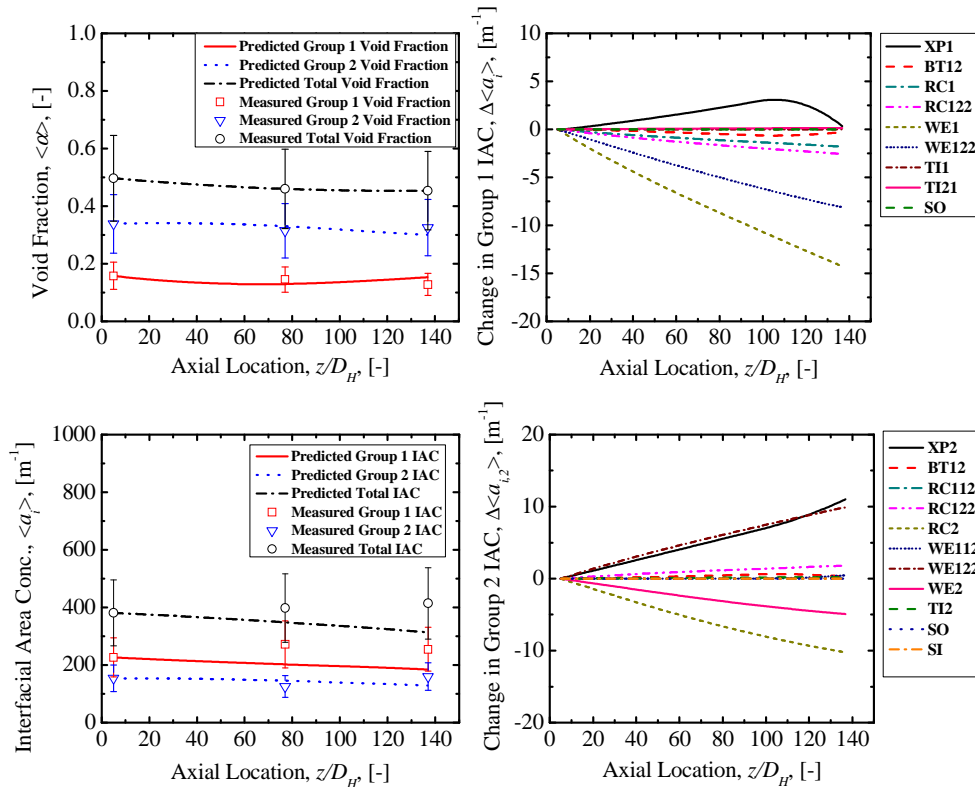 1.0
0.8
0.6
0.4
0.2
0.0
Void Fraction, <α>, [-]
Predicted Group 1 Void Fraction
Predicted Group 2 Void Fraction
Predicted Total Void Fraction
Measured Group 1 Void Fraction
Measured Group 2 Void Fraction
Measured Total Void Fraction
0 20 40 60 80 100 120 140
Axial Location, z/D_H, [-]
20
15
10
5
0
-5
-10
-15
-20
Change in Group 1 IAC, Δ<a_i>, [m⁻¹]
0 20 40 60 80 100 120 140
Axial Location, z/D_H, [-]
XP1
BT12
RC1
RC122
WE1
WE122
TI1
TI21
SO
1000
800
600
400
200
0
Interfacial Area Conc., <a_i>, [m⁻¹]
Predicted Group 1 IAC
Predicted Group 2 IAC
Predicted Total IAC
Measured Group 1 IAC
Measured Group 2 IAC
Measured Total IAC
0 20 40 60 80 100 120 140
Axial Location, z/D_H, [-]
20
10
0
-10
-20
Change in Group 2 IAC, Δ<a_{i,2}>, [m⁻¹]
0 20 40 60 80 100 120 140
Axial Location, z/D_H, [-]
XP2
BT12
RC112
RC122
RC2
WE112
WE122
WE2
TI2
SO
SI